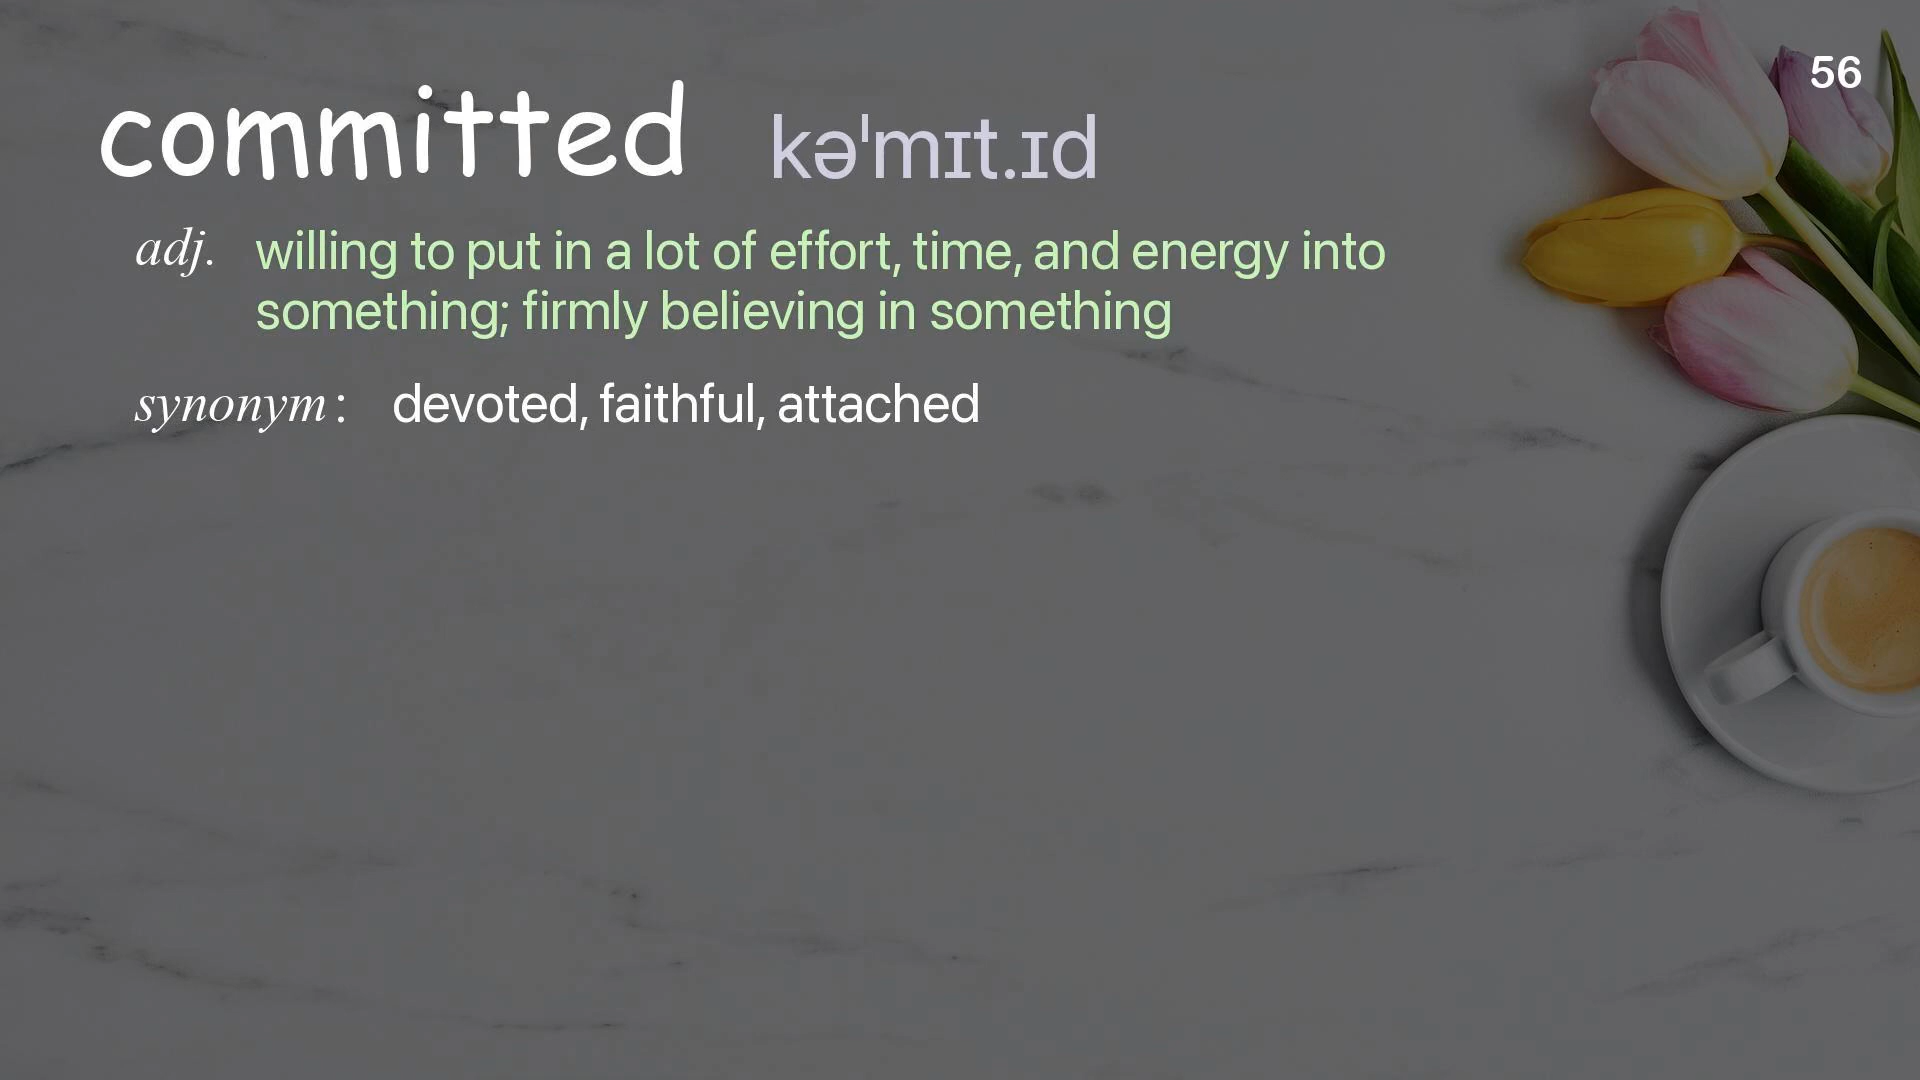 56
committed kəˈmɪt.ɪd
adj. willing to put in a lot of effort, time, and energy into
something; firmly believing in something
synonym : devoted, faithful, attached